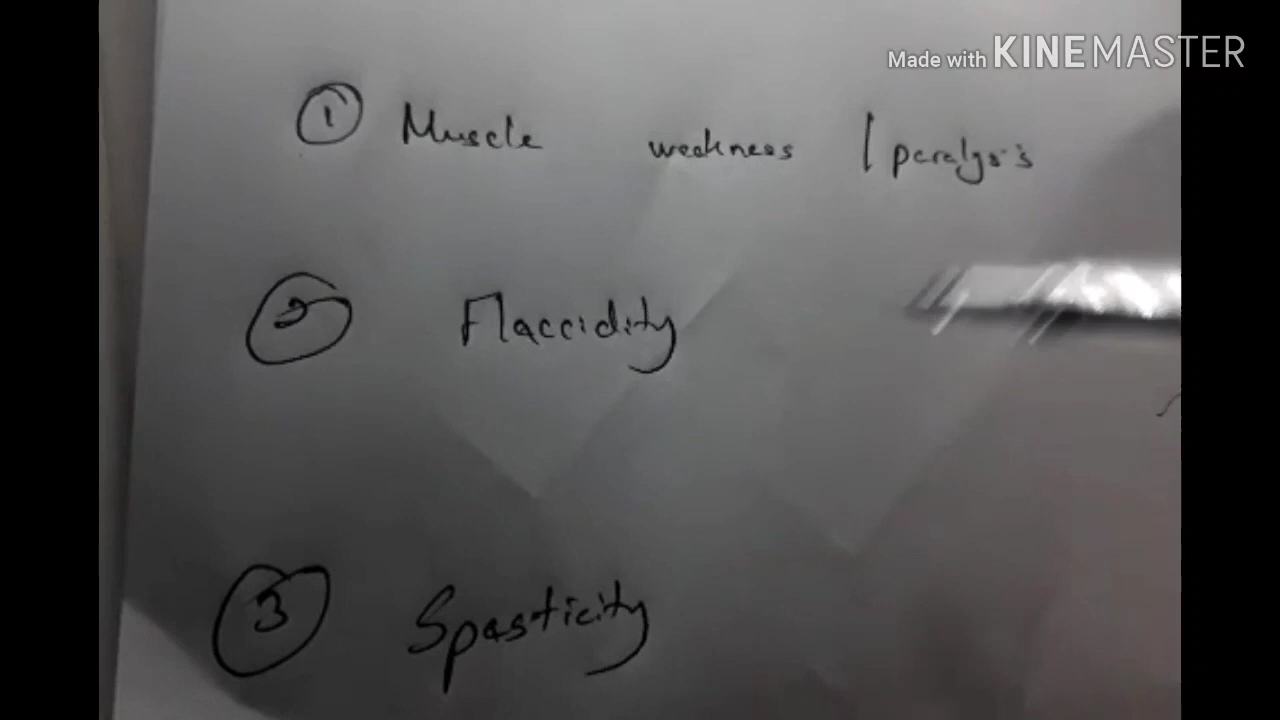 Made with KINEMASTER
① Muscle weakness / paralysis
② Flaccidity
③ Spasticity